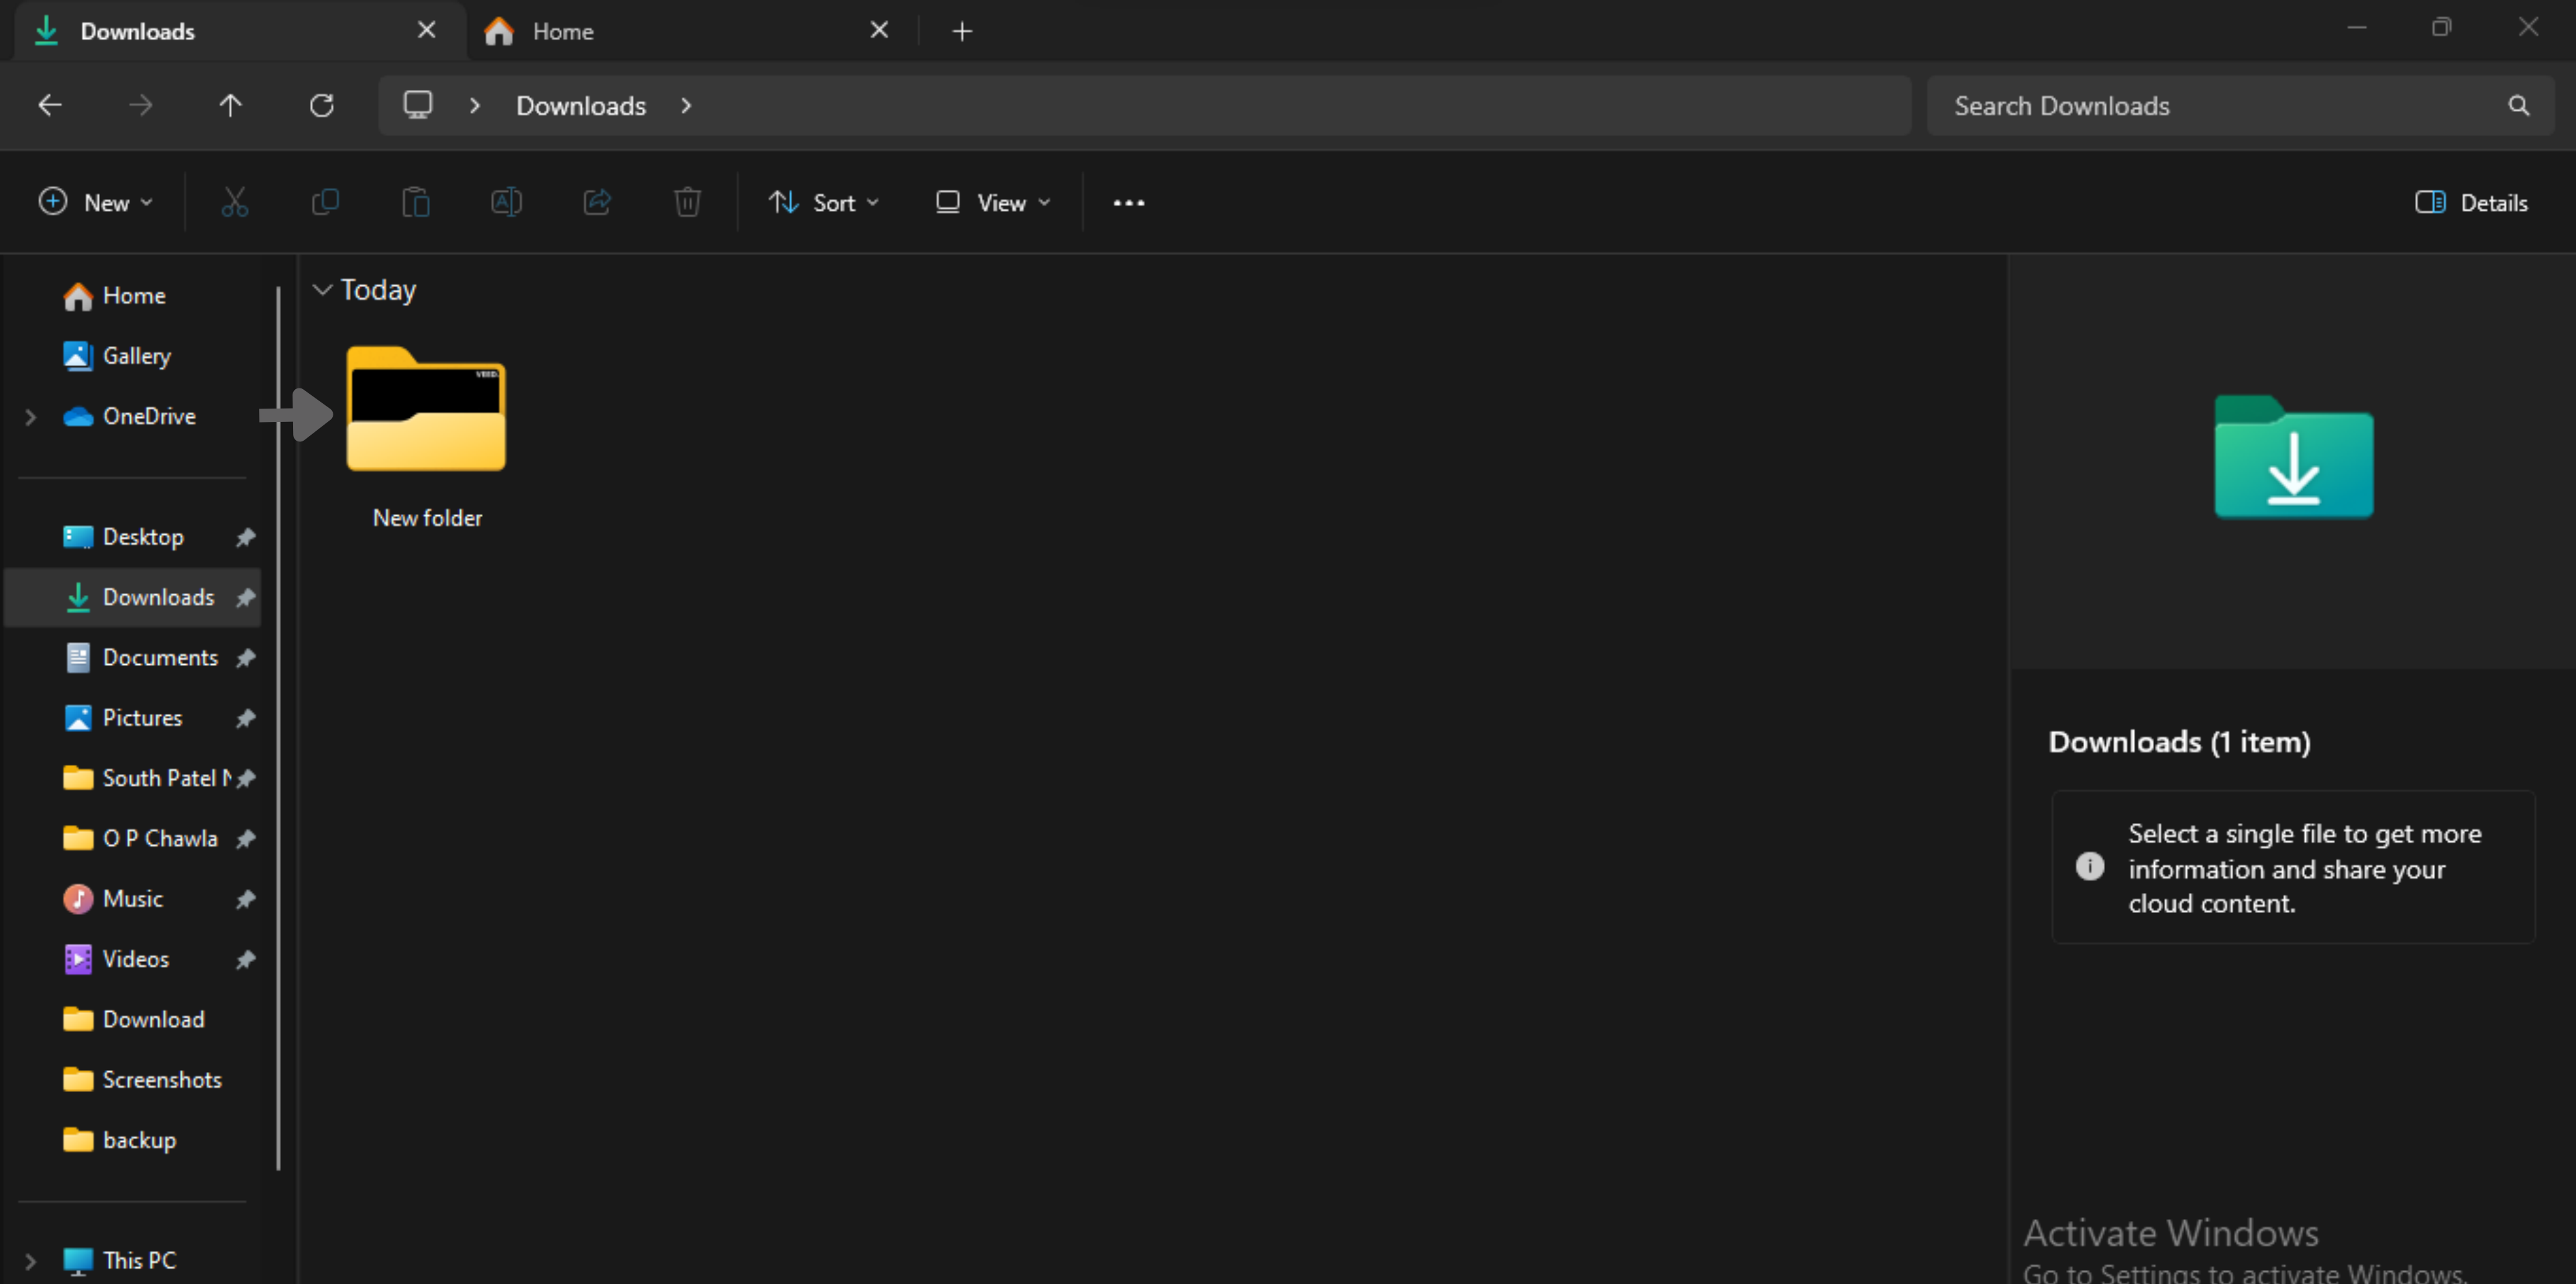 Downloads
Home
Downloads
Search Downloads
New
Sort
View
Details
Home
Gallery
OneDrive
Desktop
Downloads
Documents
Pictures
South Patel
O P Chawla
Music
Videos
Download
Screenshots
backup
This PC
Today
New folder
Downloads (1 item)
Select a single file to get more
information and share your
cloud content.
Activate Windows
Go to Settings to activate Windows.